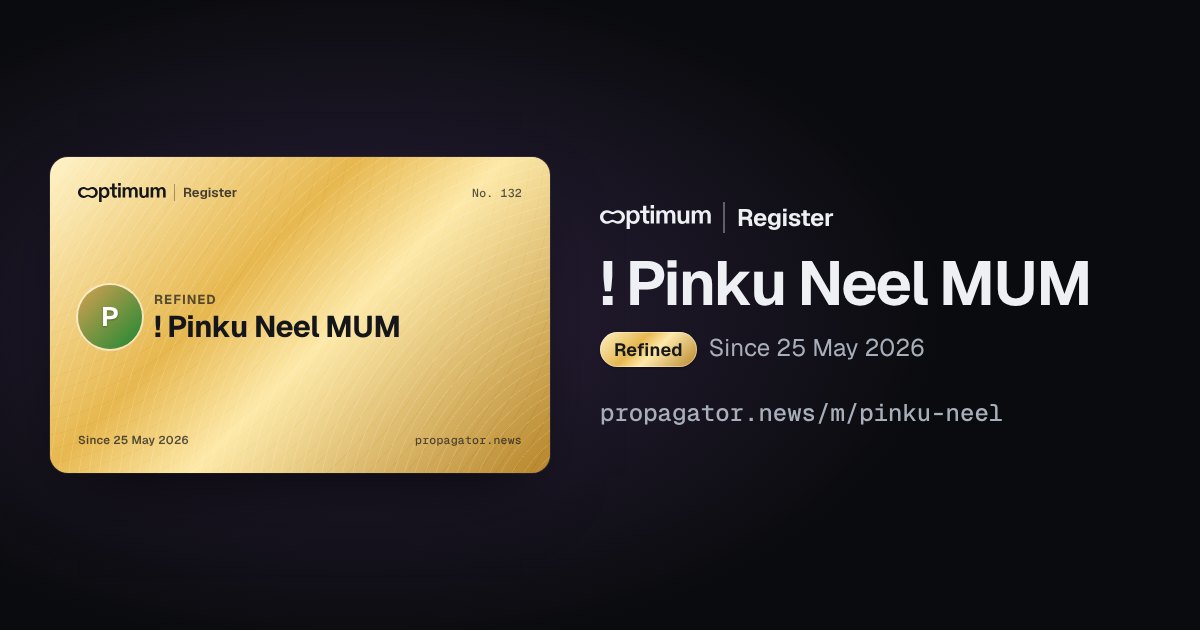 optimum | Register
No. 132
P
REFINED
! Pinku Neel MUM
Since 25 May 2026
propagator.news
optimum | Register
! Pinku Neel MUM
Refined
Since 25 May 2026
propagator.news/m/pinku-neel